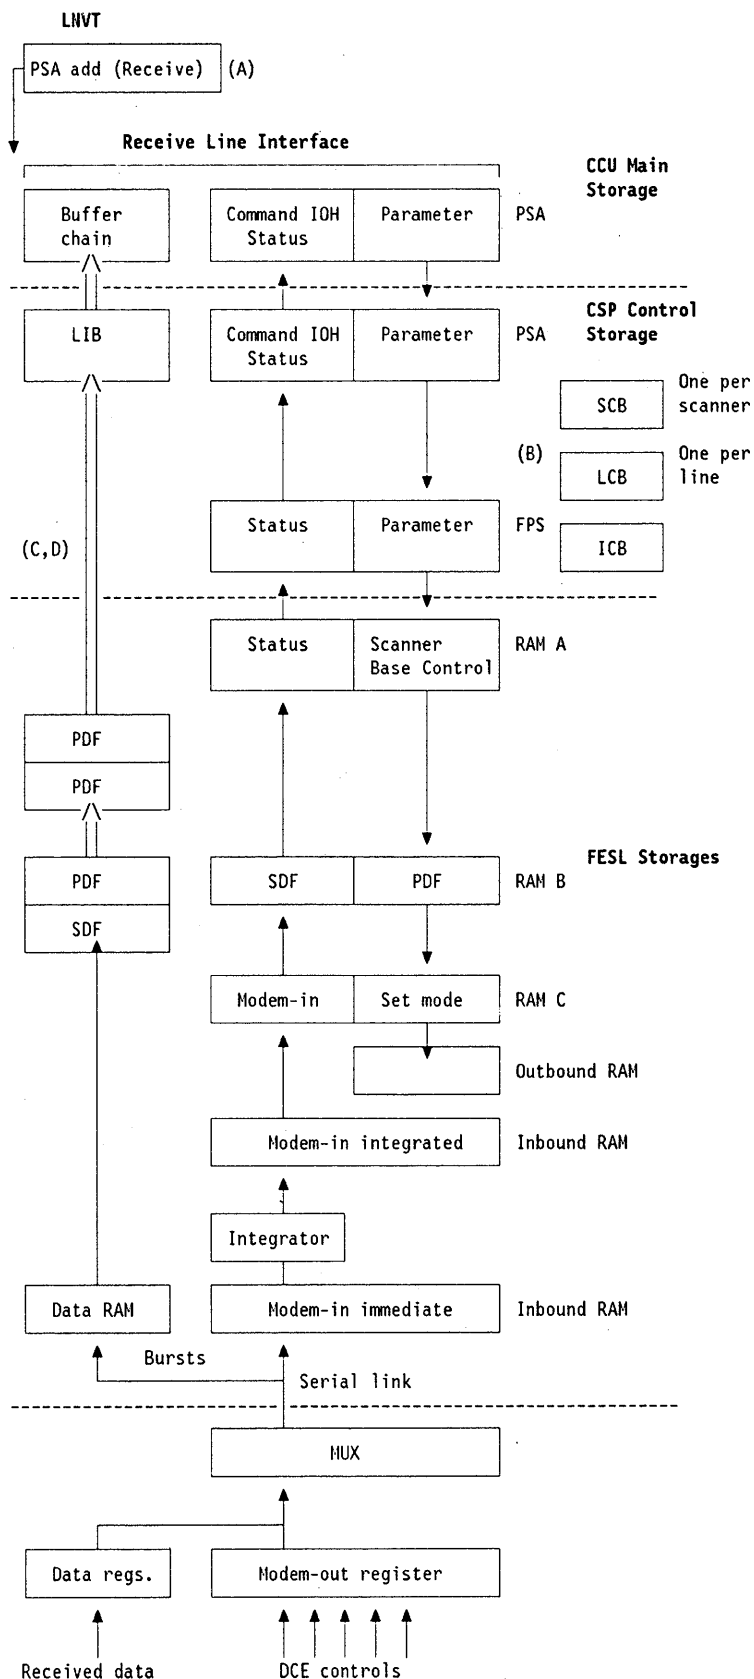 LNVT
PSA add (Receive) (A)
Receive Line Interface
CCU Main
Storage
Buffer
chain
Command IOH
Status
Parameter
PSA
CSP Control
Storage
LIB
Command IOH
Status
Parameter
PSA
SCB
One per
scanner
(B)
LCB
One per
line
Status
Parameter
FPS
ICB
(C,D)
Status
Scanner
Base Control
RAM A
PDF
PDF
FESL Storages
PDF
SDF
SDF
PDF
RAM B
Modem-in
Set mode
RAM C
Outbound RAM
Modem-in integrated
Inbound RAM
Integrator
Data RAM
Modem-in immediate
Inbound RAM
Bursts
Serial link
MUX
Data regs.
Modem-out register
Received data
DCE controls